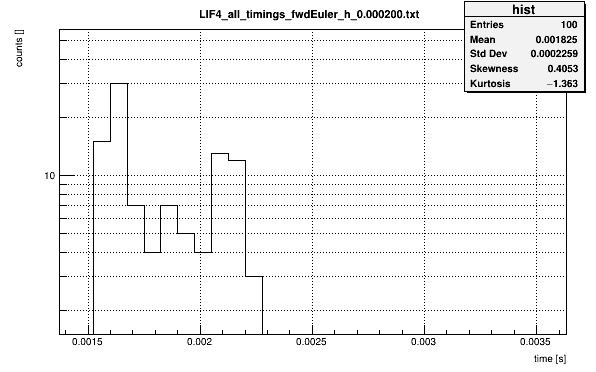 LIF4_all_timings_fwdEuler_h_0.000200.txt
hist
Entries 100
Mean 0.001825
Std Dev 0.0002259
Skewness 0.4053
Kurtosis −1.363
counts []
10
0.0015 0.002 0.0025 0.003 0.0035
time [s]